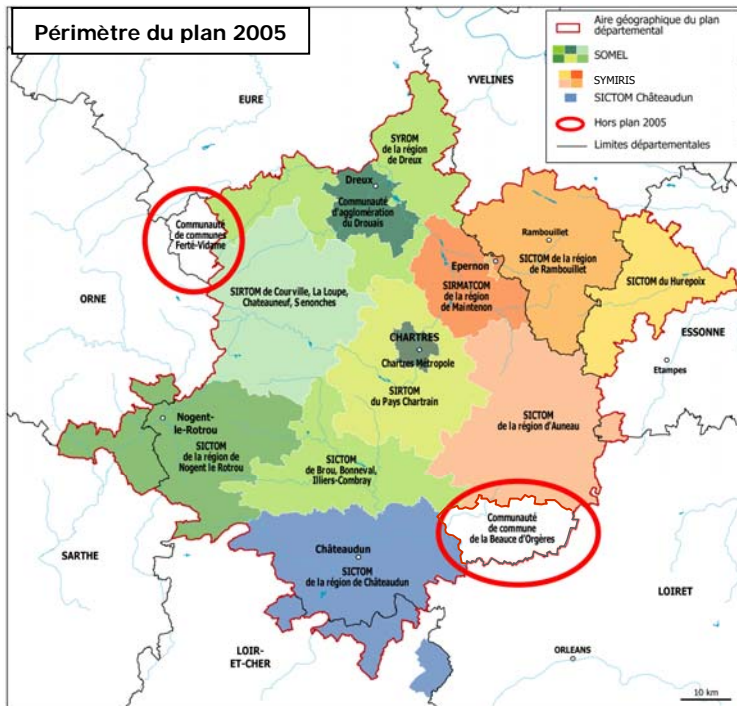 Périmètre du plan 2005
Aire géographique du plan
départemental
SOMEL
SYMIRIS
SICTOM Châteaudun
Hors plan 2005
Limites départementales
YVELINES
EURE
SYROM
de la région
de Dreux
Dreux
Communauté
d'agglomération
du Drouais
Communauté
de communes
Ferté-Vidame
Rambouillet
SICTOM de la région
de Rambouillet
Epernon
SIRMATCOM
de la région
de Maintenon
SICTOM du Hurepoix
SIRTOM de Courville, La Loupe,
Chateauneuf, Senonches
ORNE
ESSONNE
CHARTRES
Chartres Métropole
Etampes
SIRTOM
du Pays Chartrain
Nogent-
le-Rotrou
SICTOM
de la région de
Nogent le Rotrou
SICTOM
de la région d'Auneau
SICTOM
de Brou, Bonneval,
Illiers-Combray
Communauté
de commune
de la Beauce d'Orgères
SARTHE
Châteaudun
SICTOM
de la région de Châteaudun
LOIRET
LOIR-
ET-CHER
ORLEANS
10 km